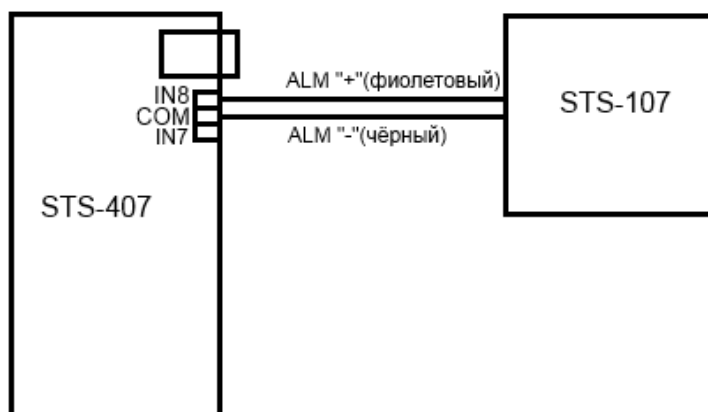 ALM "+"(фиолетовый)
IN8
COM
IN7
ALM "-"(чёрный)
STS-107
STS-407